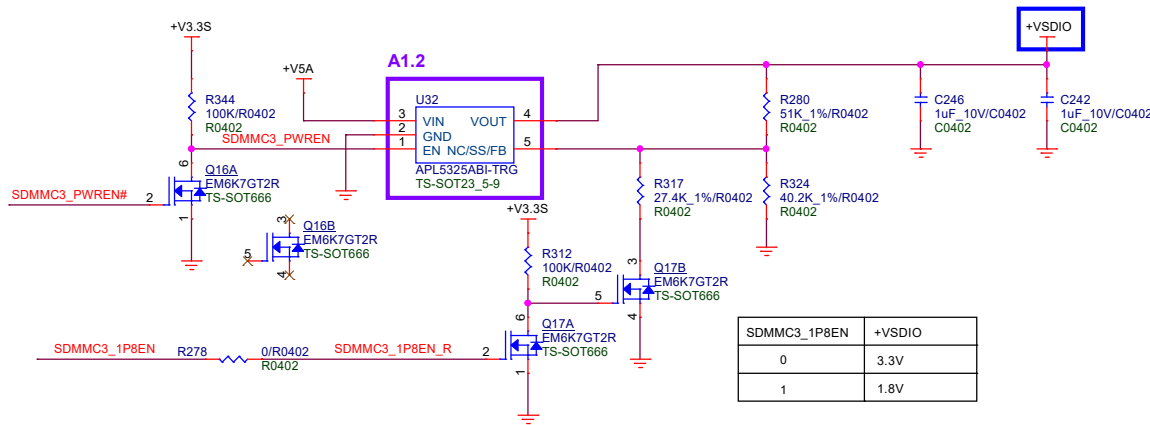 +V3.3S
+VSDIO
A1.2
+V5A
R344
100K/R0402
R0402
U32
3
VIN
VOUT
4
2
GND
1
EN
NC/SS/FB
5
APL5325ABI-TRG
TS-SOT23_5-9
R280
51K_1%/R0402
R0402
C246
1uF_10V/C0402
C0402
C242
1uF_10V/C0402
C0402
SDMMC3_PWREN
6
Q16A
EM6K7GT2R
TS-SOT666
SDMMC3_PWREN#
2
1
R317
27.4K_1%/R0402
R0402
R324
40.2K_1%/R0402
R0402
+V3.3S
3
Q16B
EM6K7GT2R
TS-SOT666
5
4
R312
100K/R0402
R0402
3
Q17B
EM6K7GT2R
TS-SOT666
5
4
6
Q17A
EM6K7GT2R
TS-SOT666
SDMMC3_1P8EN
R278
0/R0402
R0402
SDMMC3_1P8EN_R
2
1
SDMMC3_1P8EN +VSDIO
0 3.3V
1 1.8V